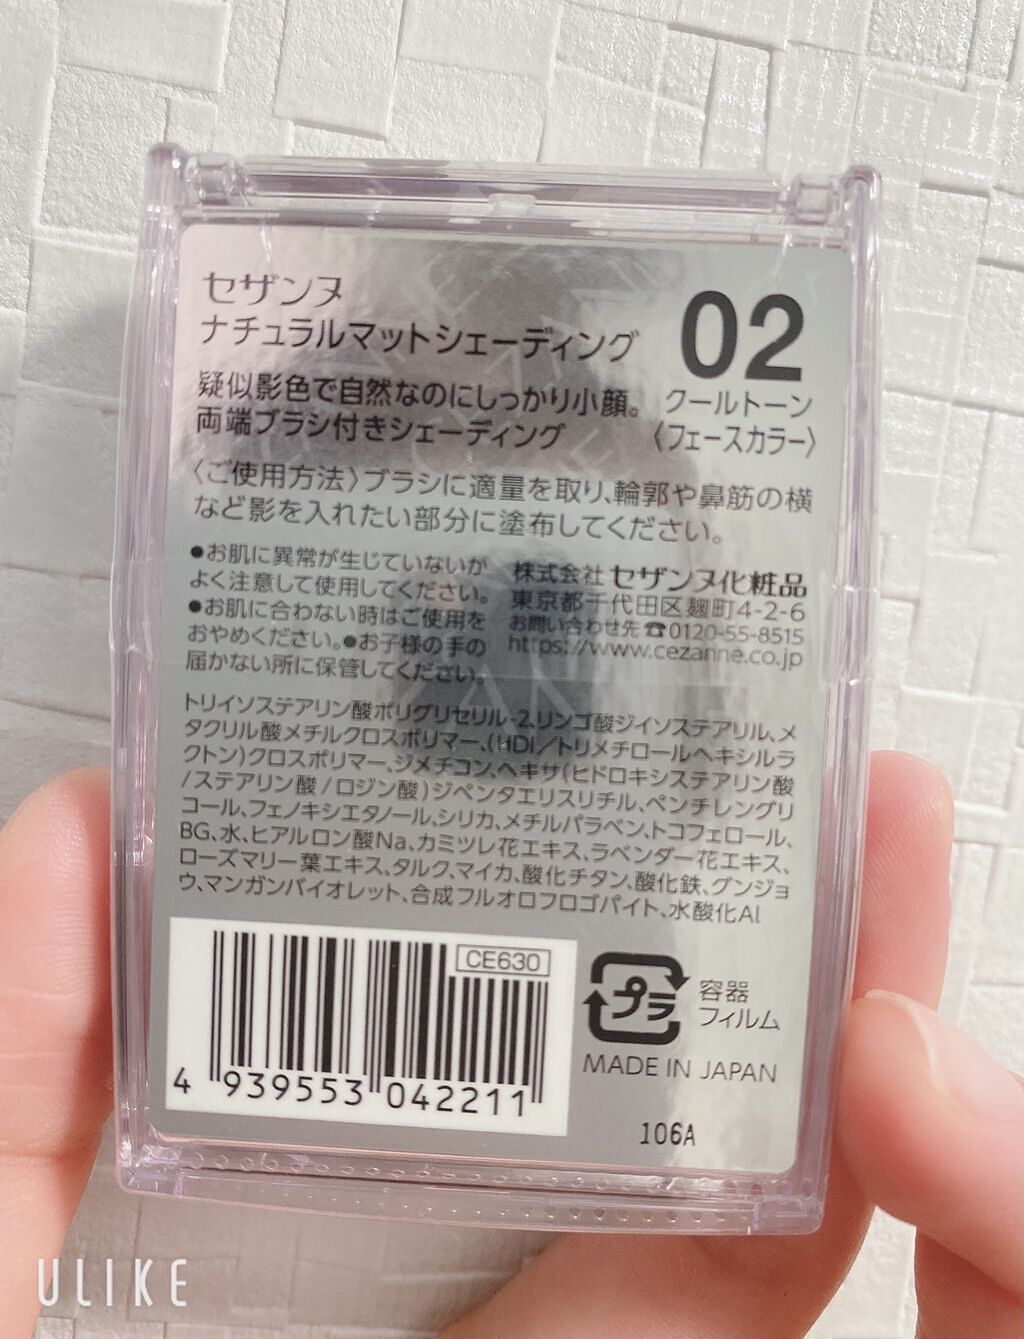 セザンヌ
ナチュラルマットシェーディング
02
クールトーン
〈フェースカラー〉
疑似影色で自然なのにしっかり小顔。
両端ブラシ付きシェーディング
〈ご使用方法〉ブラシに適量を取り、輪郭や鼻筋の横
など影を入れたい部分に塗布してください。
●お肌に異常が生じていないが
よく注意して使用してください。
●お肌に合わない時はご使用を
おやめください。●お子様の手の
届かない所に保管してください。
株式会社セザンヌ化粧品
東京都千代田区麹町4-2-6
お問い合わせ先☎0120-55-8515
https://www.cezanne.co.jp
トリイソステアリン酸ポリグリセリル-2、リンゴ酸ジイソステアリル、メ
タクリル酸メチルクロスポリマー、(HDI/トリメチロールヘキシルラ
クトン)クロスポリマー、ジメチコン、ヘキサ(ヒドロキシステアリン酸
/ステアリン酸/ロジン酸)ジペンタエリスリチル、ペンチレングリ
コール、フェノキシエタノール、シリカ、メチルパラベン、トコフェロール、
BG、水、ヒアルロン酸Na、カミツレ花エキス、ラベンダー花エキス、
ローズマリー葉エキス、タルク、マイカ、酸化チタン、酸化鉄、グンジョ
ウ、マンガンバイオレット、合成フルオロフロゴパイト、水酸化Al
CE630
4 939553 042211
プラ
容器
フィルム
MADE IN JAPAN
106A
ULIKE